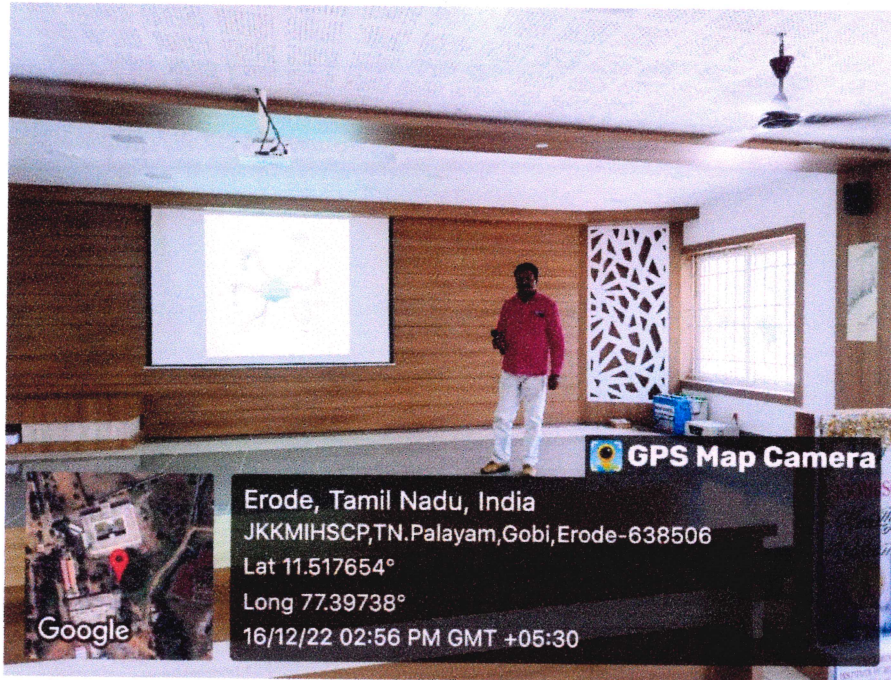 GPS Map Camera
Erode, Tamil Nadu, India
JKKMIHSCP,TN.Palayam,Gobi,Erode-638506
Lat 11.517654°
Long 77.39738°
16/12/22 02:56 PM GMT +05:30
Google